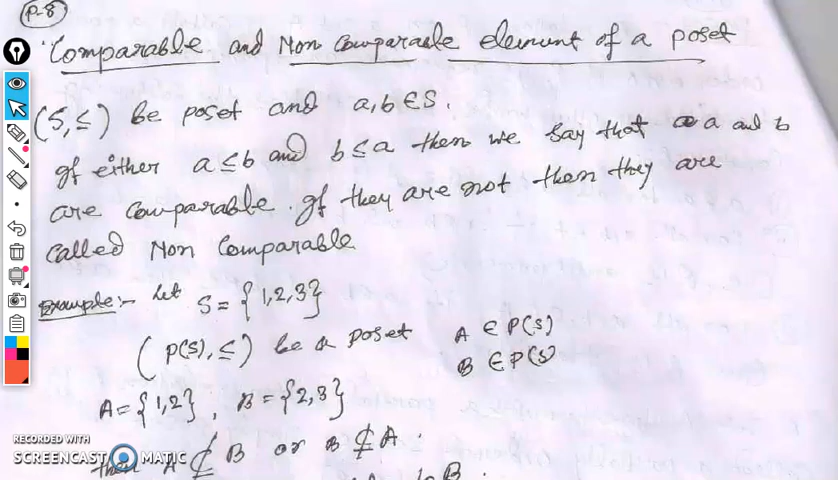 P-8
Comparable and Non Comparable element of a poset
(S, ≤) be poset and a, b ∈ S.
If either a ≤ b and b ≤ a then we say that a and b
are comparable. If they are not then they are
called Non Comparable
Example:- let S = {1,2,3}
(P(S), ≤) be a poset A ∈ P(S)
B ∈ P(S)
A = {1,2}, B = {2,3}
RECORDED WITH
SCREENCAST MATIC
then A ⊄ B or B ⊄ A.
B.